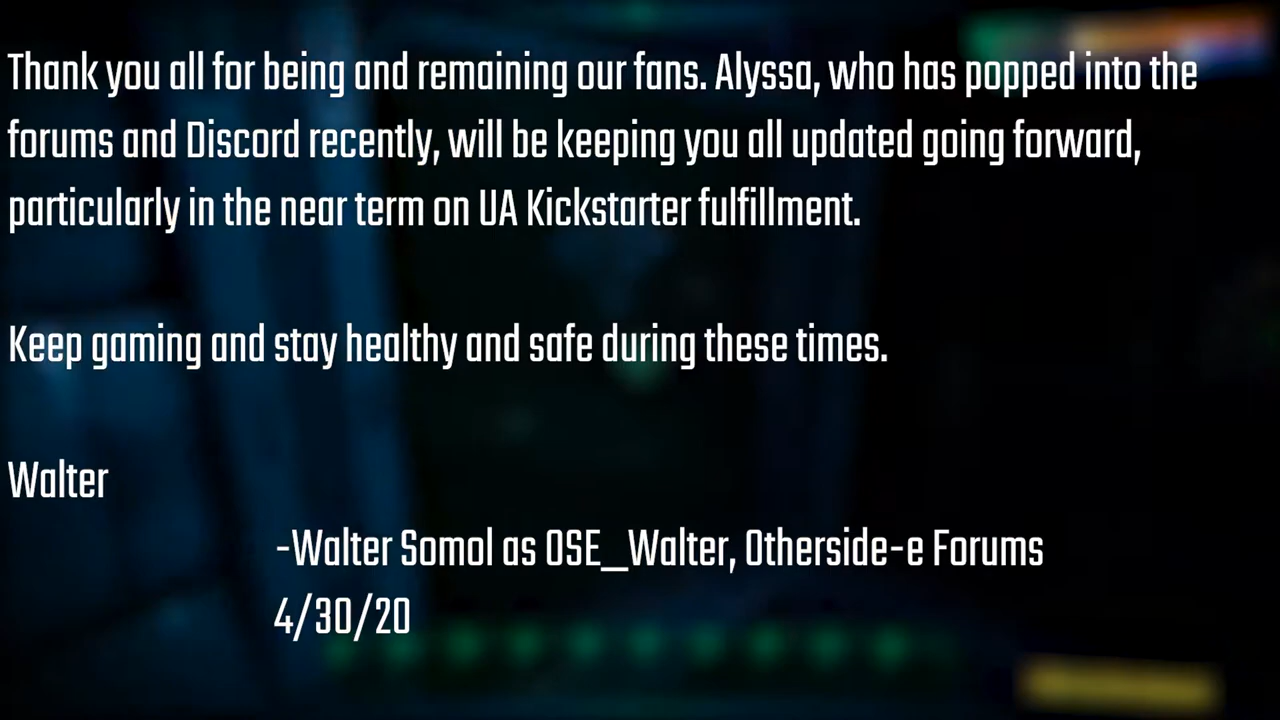 Thank you all for being and remaining our fans. Alyssa, who has popped into the
forums and Discord recently, will be keeping you all updated going forward,
particularly in the near term on UA Kickstarter fulfillment.
Keep gaming and stay healthy and safe during these times.
Walter
-Walter Somol as OSE_Walter, Otherside-e Forums
4/30/20